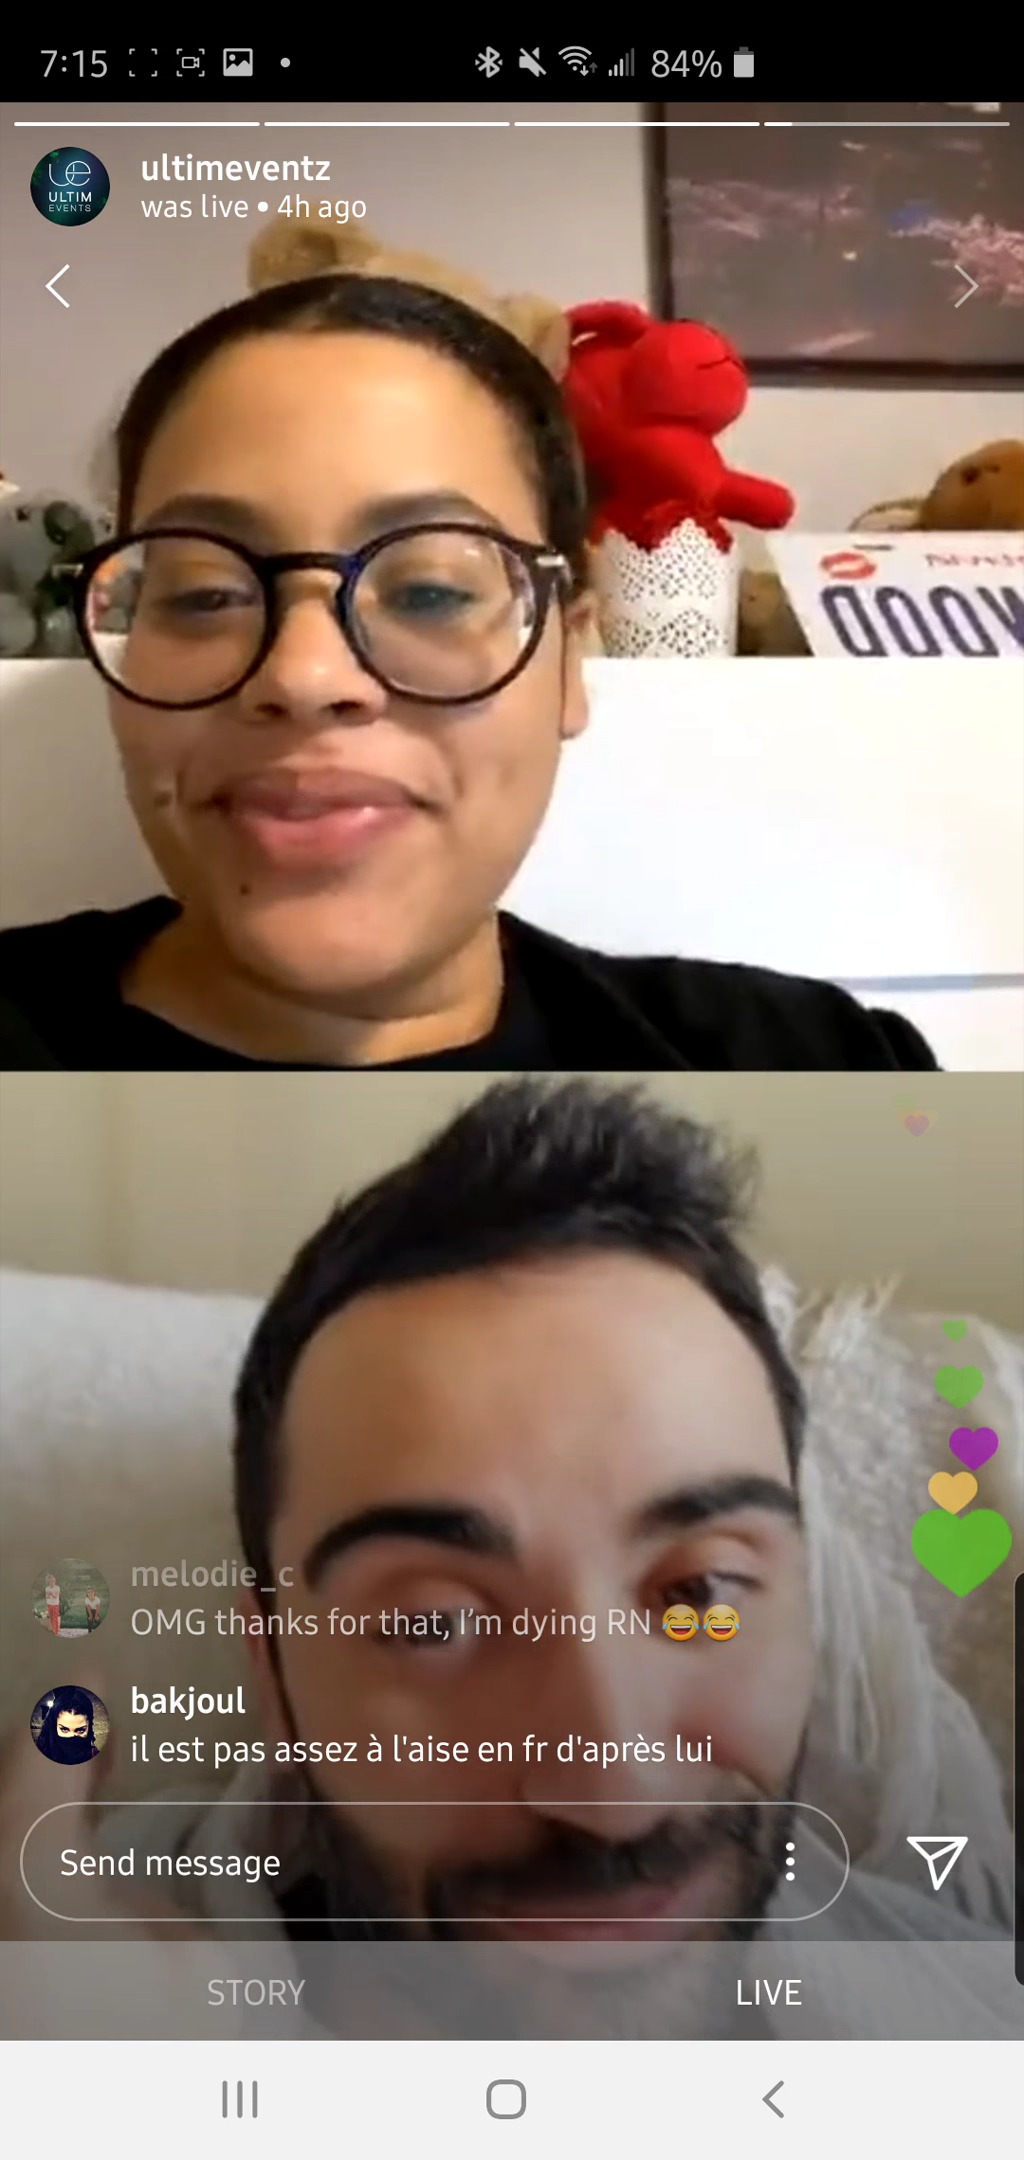 7:15
84%
ultimeventz
was live • 4h ago
ue
ULTIM
EVENTS
melodie_c
OMG thanks for that, I'm dying RN 😂😂
bakjoul
il est pas assez à l'aise en fr d'après lui
Send message
STORY
LIVE